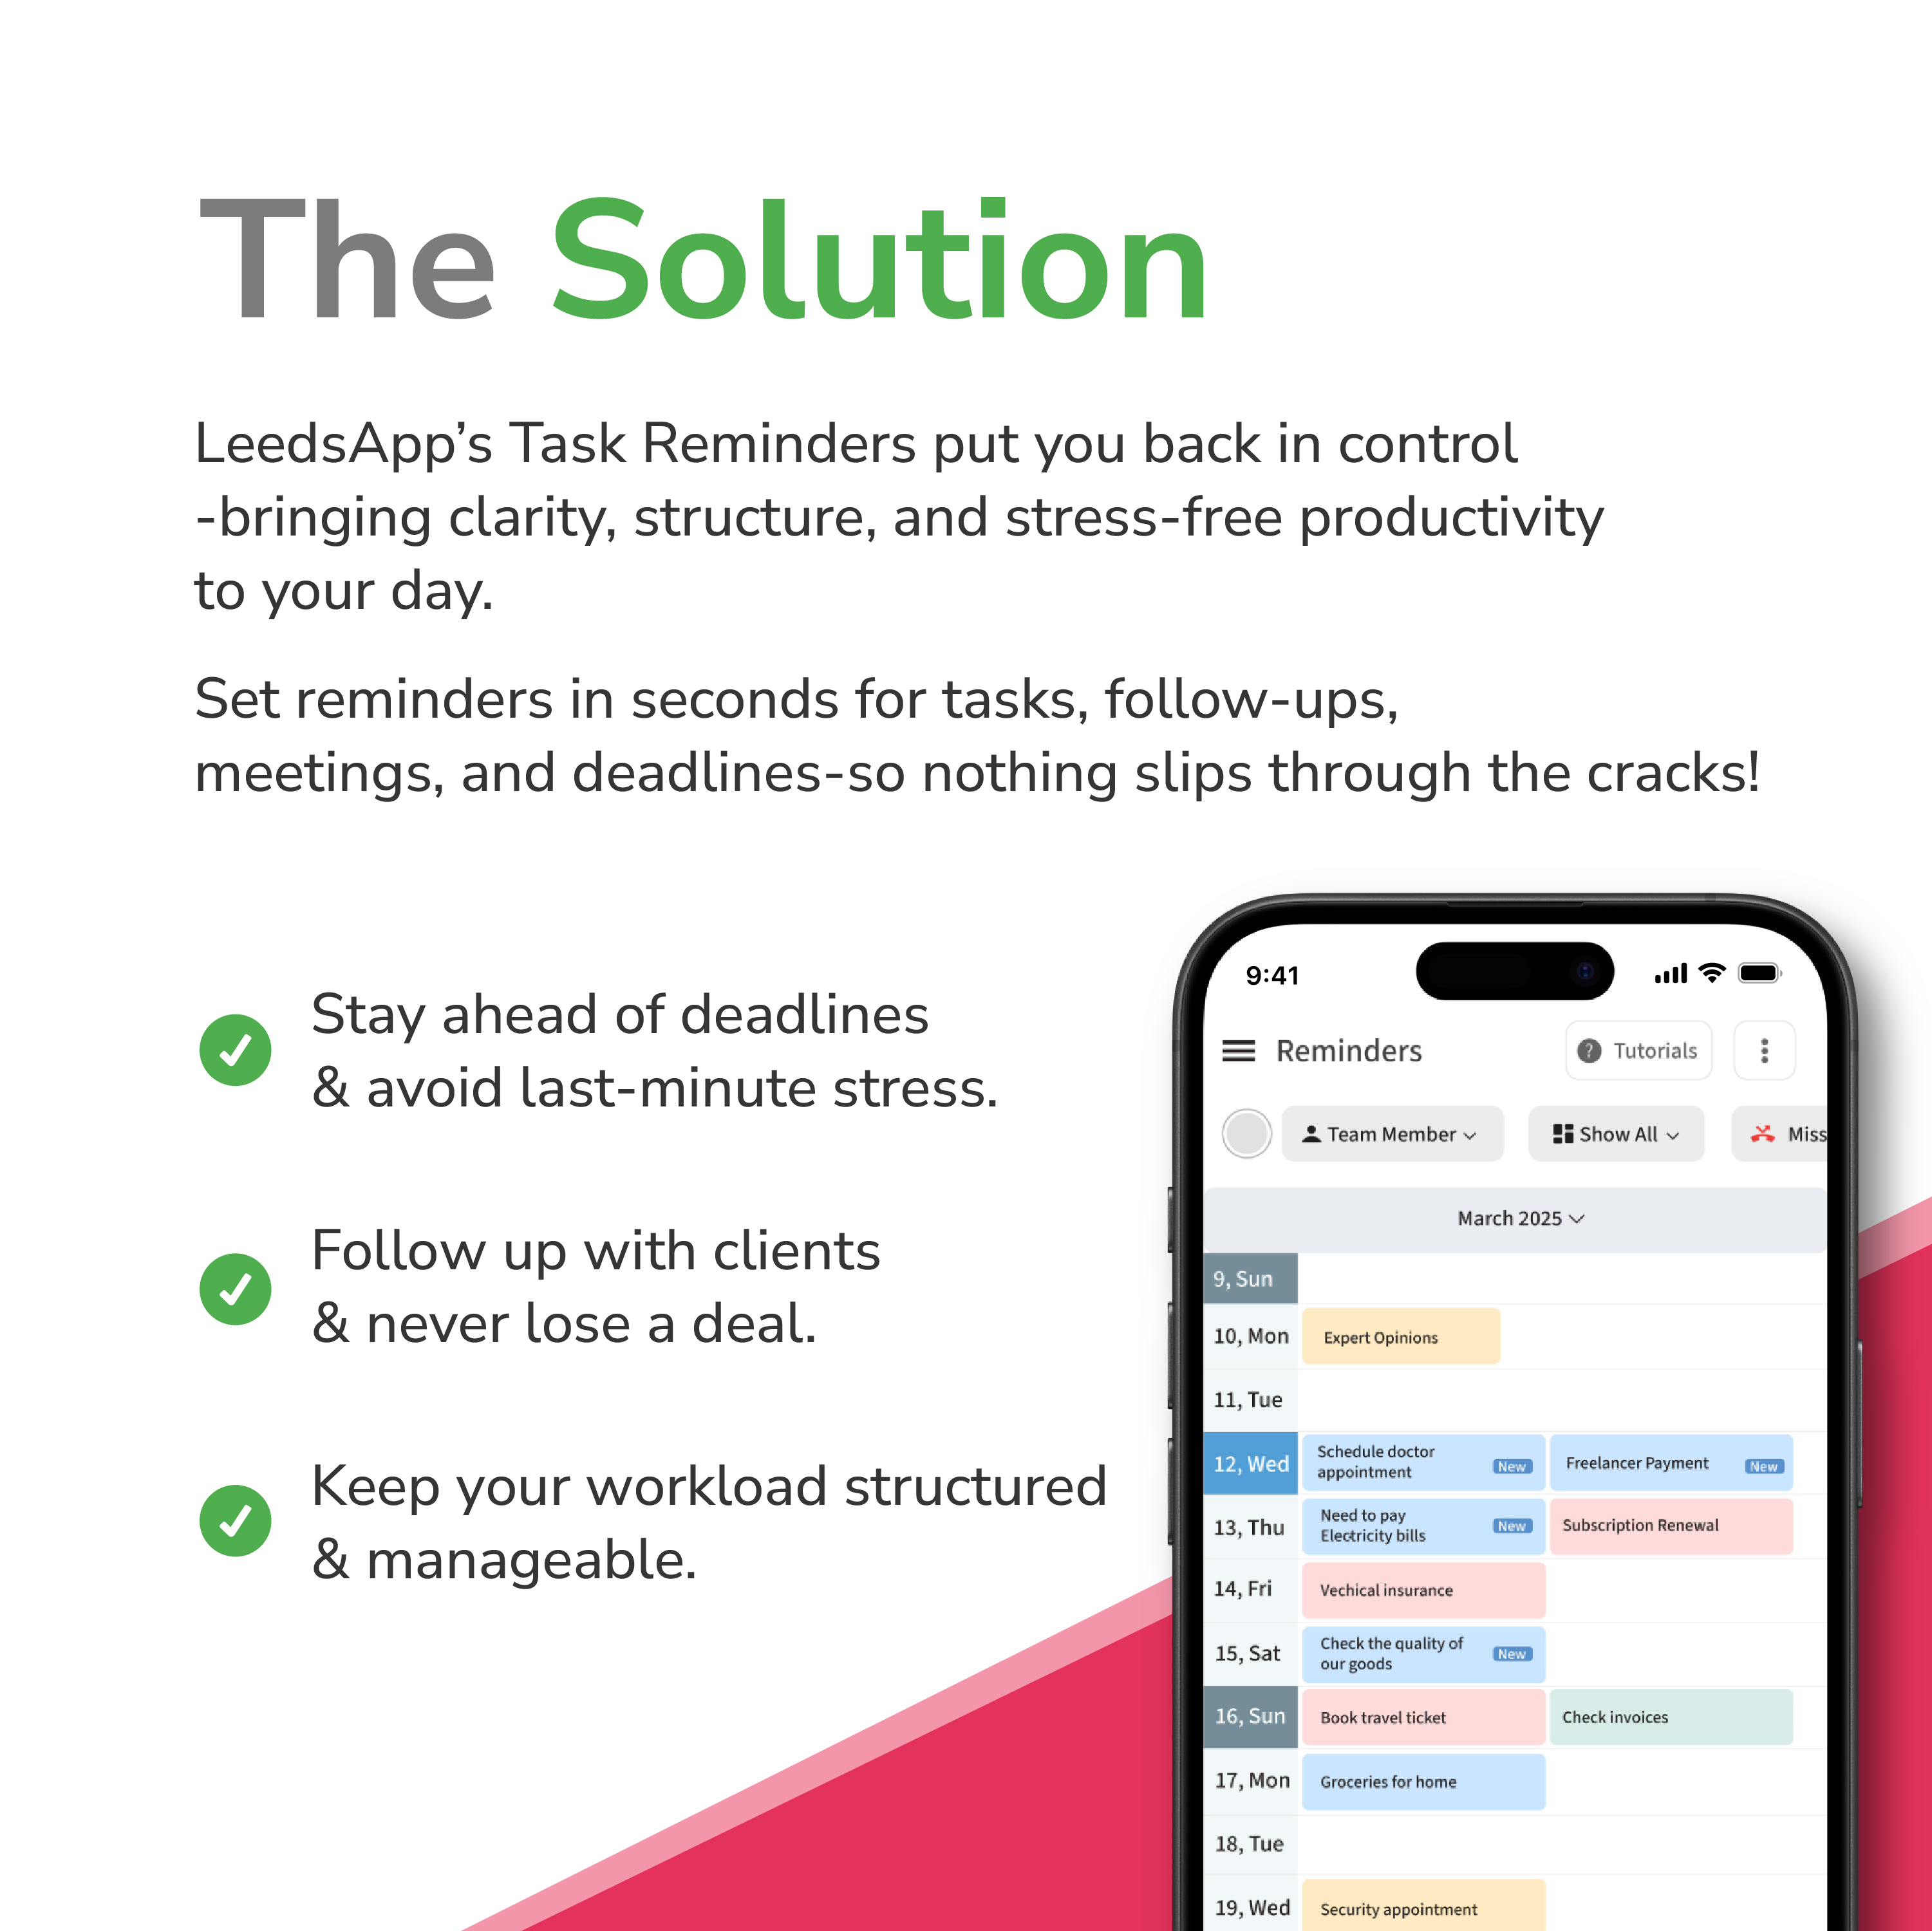 The Solution
LeedsApp’s Task Reminders put you back in control
-bringing clarity, structure, and stress-free productivity
to your day.
Set reminders in seconds for tasks, follow-ups,
meetings, and deadlines-so nothing slips through the cracks!
Stay ahead of deadlines
& avoid last-minute stress.
Follow up with clients
& never lose a deal.
Keep your workload structured
& manageable.
9:41
Reminders
? Tutorials
Team Member
Show All
Miss
March 2025
9, Sun
10, Mon
Expert Opinions
11, Tue
12, Wed
Schedule doctor
appointment
New
Freelancer Payment
New
13, Thu
Need to pay
Electricity bills
New
Subscription Renewal
14, Fri
Vechical insurance
15, Sat
Check the quality of
our goods
New
16, Sun
Book travel ticket
Check invoices
17, Mon
Groceries for home
18, Tue
19, Wed
Security appointment